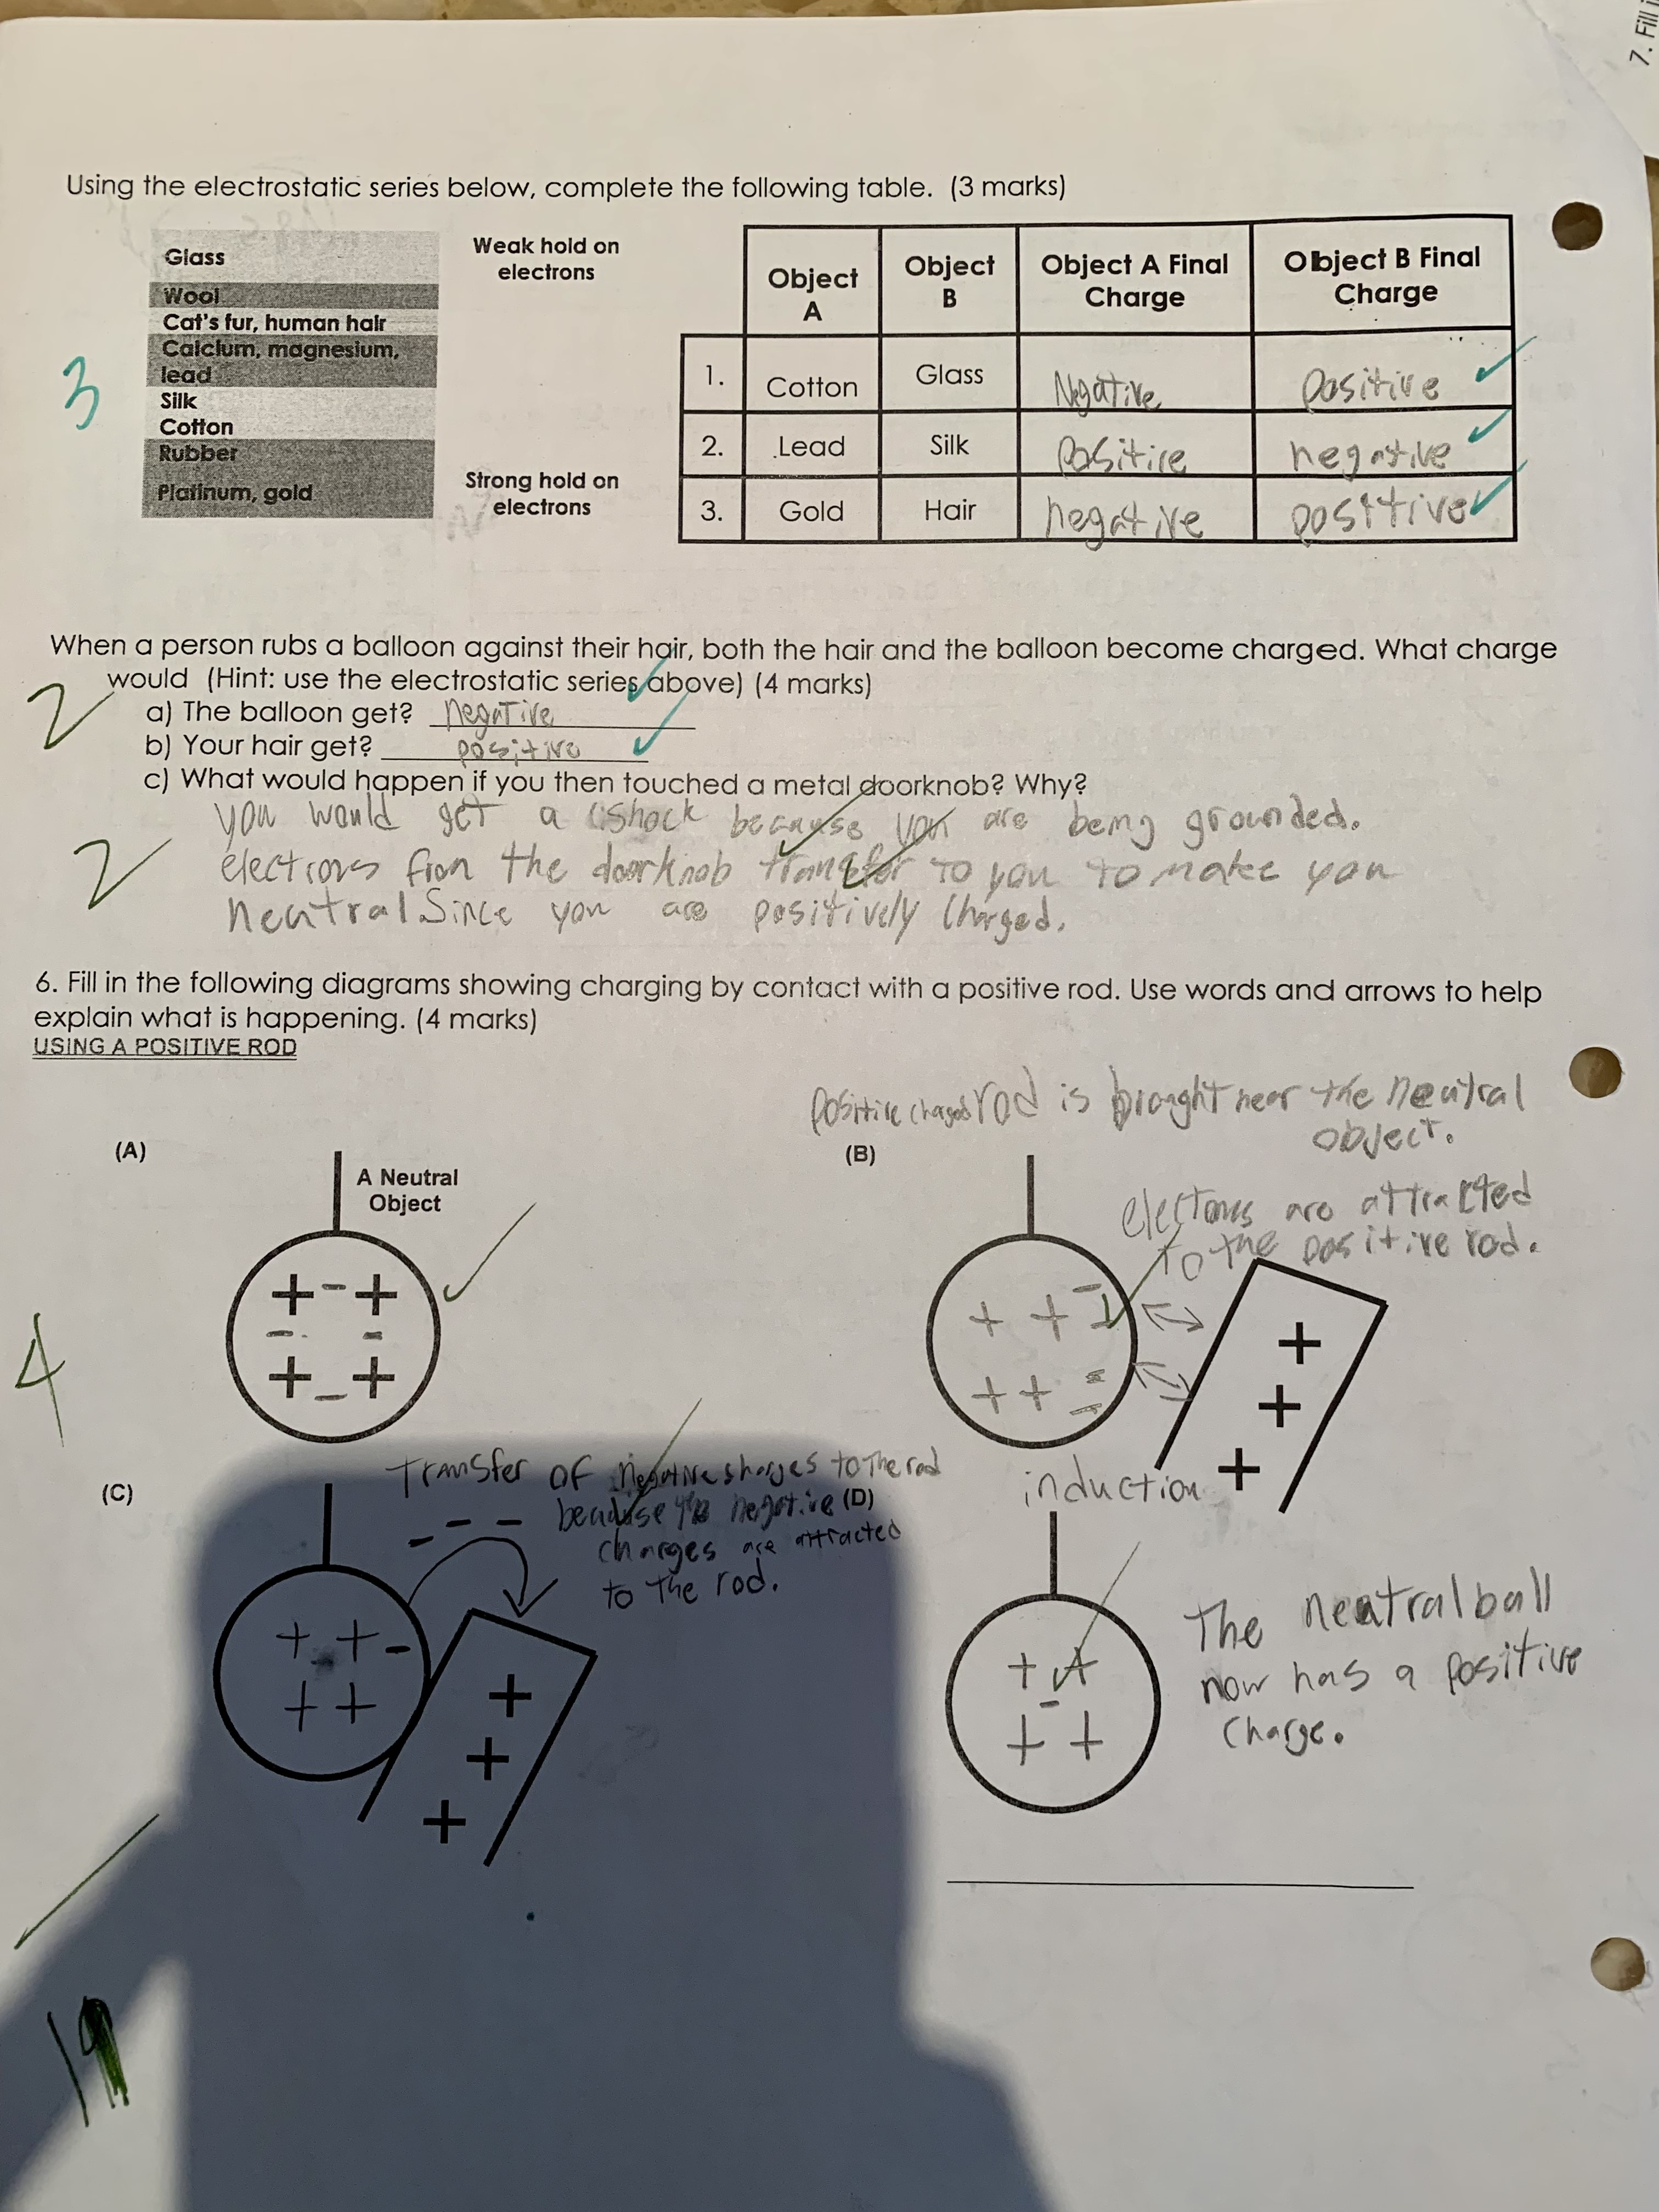 7. Fill i
Using the electrostatic series below, complete the following table. (3 marks)
Glass
Wool
Cat's fur, human hair
Calcium, magnesium,
lead
Silk
Cotton
Rubber
Platinum, gold
Weak hold on
electrons
Strong hold on
electrons
Object A Object B Object A Final Charge Object B Final Charge
1. Cotton Glass Negative positive
2. Lead Silk Positive negative
3. Gold Hair negative positive
3
When a person rubs a balloon against their hair, both the hair and the balloon become charged. What charge
would (Hint: use the electrostatic series above) (4 marks)
2
a) The balloon get? negative
b) Your hair get? positive
c) What would happen if you then touched a metal doorknob? Why?
you would get a shock because you are being grounded.
2
electrons from the doorknob transfer to you to make you
neutral Since you are positively Charged.
6. Fill in the following diagrams showing charging by contact with a positive rod. Use words and arrows to help
explain what is happening. (4 marks)
USING A POSITIVE ROD
4
(A)
A Neutral
Object
+ - +
- -
+ _ +
positive charged rod is brought near the neutral
object.
(B)
are attracted
to the positive rod.
+ + -
+ + =
+
+
+
induction
(C)
Transfer of negative charges to the rod
because the negative
charges are attracted
to the rod.
- - -
+ + -
-
+ +
+
+
+
(D)
+ +
-
+ +
The neutral ball
now has a positive
Charge.